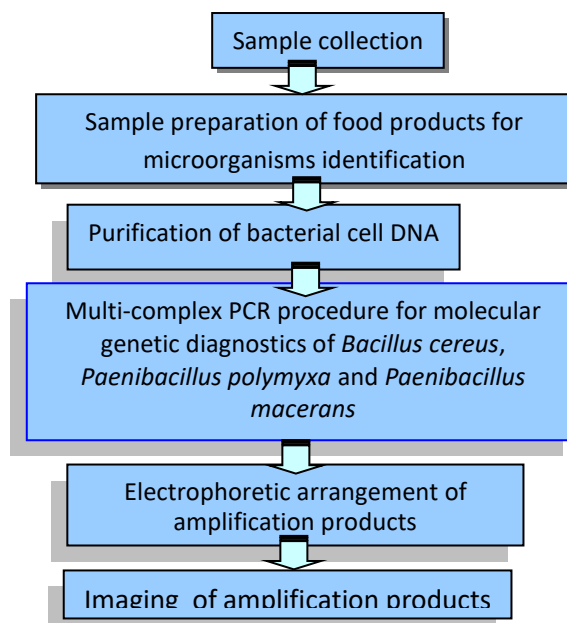 Sample collection
Sample preparation of food products for
microorganisms identification
Purification of bacterial cell DNA
Multi-complex PCR procedure for molecular
genetic diagnostics of Bacillus cereus,
Paenibacillus polymyxa and Paenibacillus
macerans
Electrophoretic arrangement of
amplification products
Imaging of amplification products